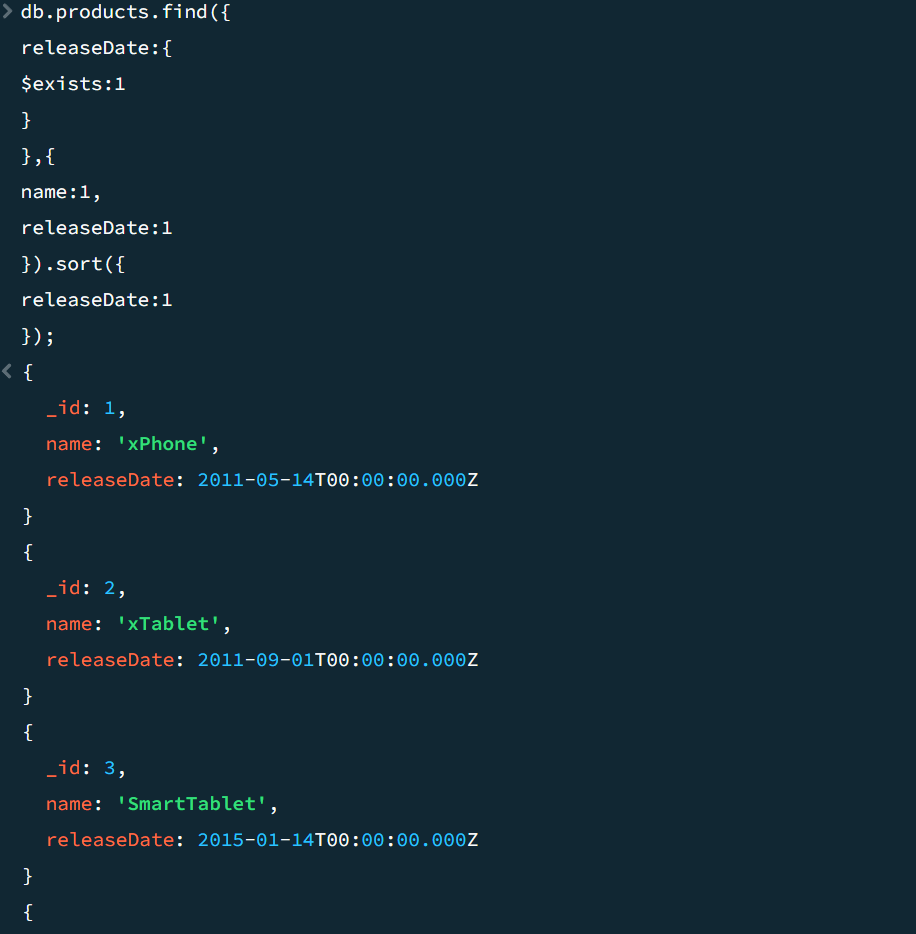 > db.products.find({
releaseDate:{
$exists:1
}
},{
name:1,
releaseDate:1
}).sort({
releaseDate:1
});
< {
_id: 1,
name: 'xPhone',
releaseDate: 2011-05-14T00:00:00.000Z
}
{
_id: 2,
name: 'xTablet',
releaseDate: 2011-09-01T00:00:00.000Z
}
{
_id: 3,
name: 'SmartTablet',
releaseDate: 2015-01-14T00:00:00.000Z
}
{